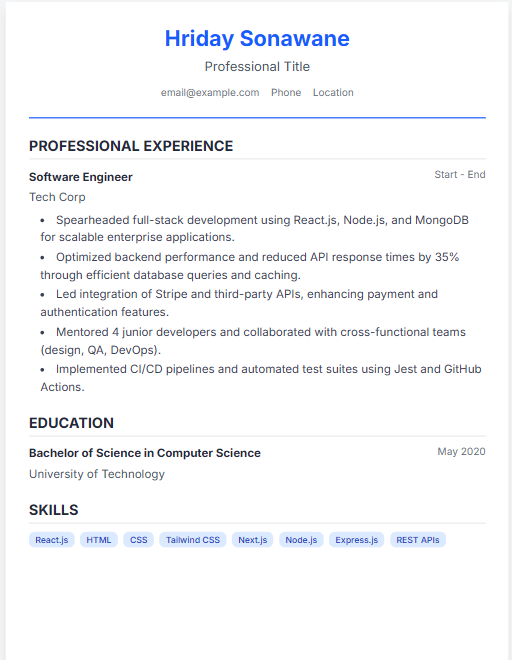 Hriday Sonawane
Professional Title
email@example.com Phone Location
PROFESSIONAL EXPERIENCE
Software Engineer Start - End
Tech Corp
• Spearheaded full-stack development using React.js, Node.js, and MongoDB
for scalable enterprise applications.
• Optimized backend performance and reduced API response times by 35%
through efficient database queries and caching.
• Led integration of Stripe and third-party APIs, enhancing payment and
authentication features.
• Mentored 4 junior developers and collaborated with cross-functional teams
(design, QA, DevOps).
• Implemented CI/CD pipelines and automated test suites using Jest and GitHub
Actions.
EDUCATION
Bachelor of Science in Computer Science May 2020
University of Technology
SKILLS
React.js HTML CSS Tailwind CSS Next.js Node.js Express.js REST APIs